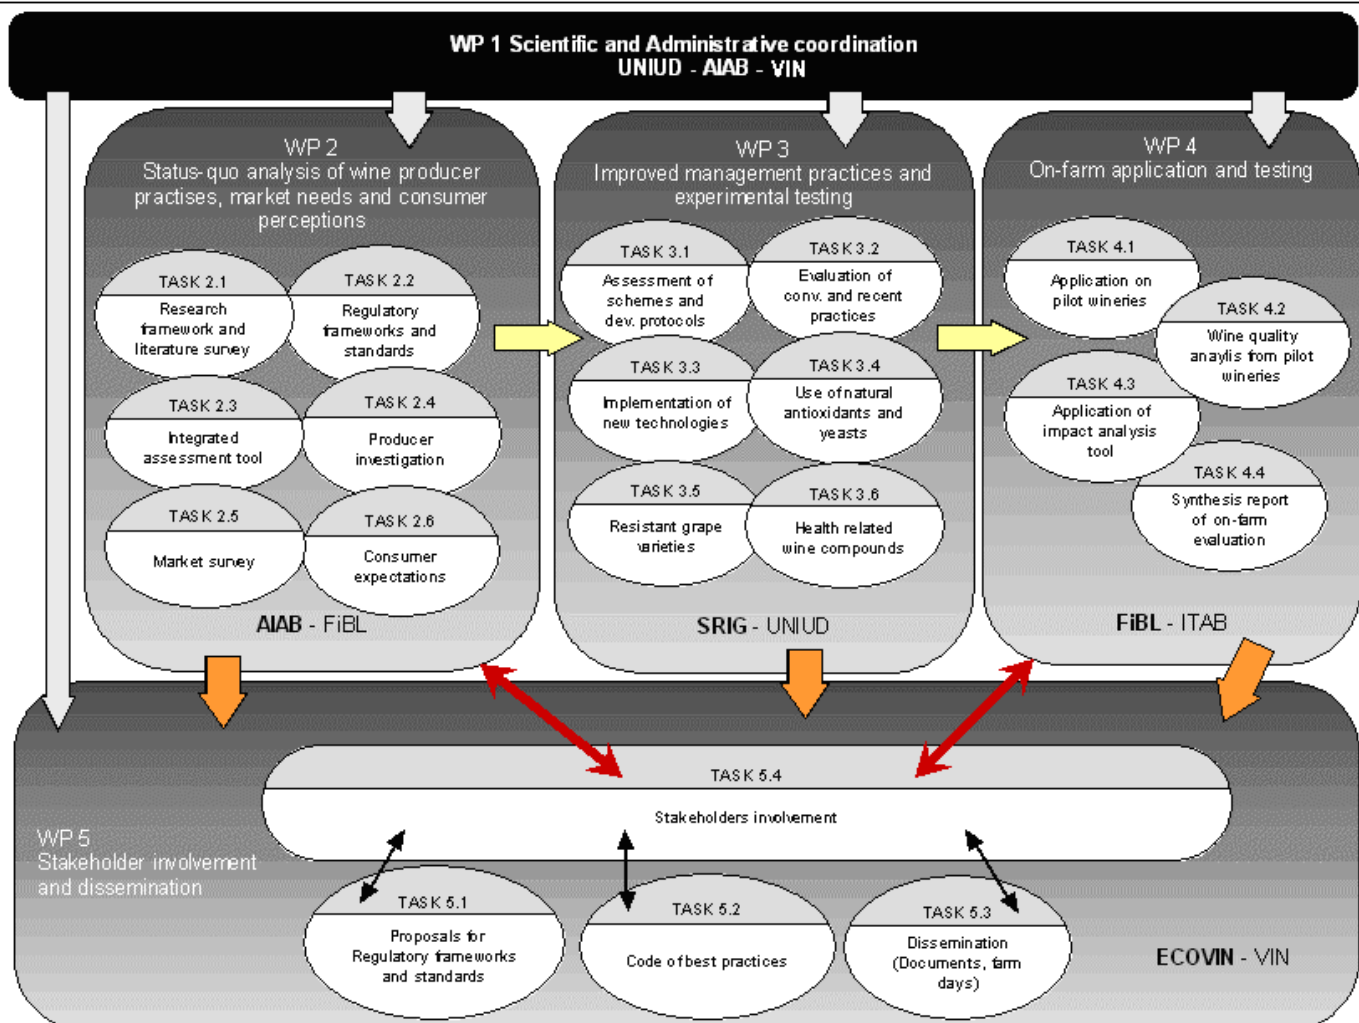 WP 1 Scientific and Administrative coordination
UNIUD - AIAB - VIN
WP 2
Status-quo analysis of wine producer
practises, market needs and consumer
perceptions
TASK 2.1
Research
framework and
literature survey
TASK 2.2
Regulatory
frameworks and
standards
TASK 2.3
Integrated
assessment tool
TASK 2.4
Producer
investigation
TASK 2.5
Market survey
TASK 2.6
Consumer
expectations
AIAB - FiBL
WP 3
Improved management practices and
experimental testing
TASK 3.1
Assessment of
schemes and
dev. protocols
TASK 3.2
Evaluation of
conv. and recent
practices
TASK 3.3
Implementation of
new technologies
TASK 3.4
Use of natural
antioxidants and
yeasts
TASK 3.5
Resistant grape
varieties
TASK 3.6
Health related
wine compounds
SRIG - UNIUD
WP 4
On-farm application and testing
TASK 4.1
Application on
pilot wineries
TASK 4.2
Wine quality
anaylis from pilot
wineries
TASK 4.3
Application of
impact analysis
tool
TASK 4.4
Synthesis report
of on-farm
evaluation
FiBL - ITAB
TASK 5.4
Stakeholders involvement
WP 5
Stakeholder involvement
and dissemination
TASK 5.1
Proposals for
Regulatory frameworks
and standards
TASK 5.2
Code of best practices
TASK 5.3
Dissemination
(Documents, farm
days)
ECOVIN - VIN